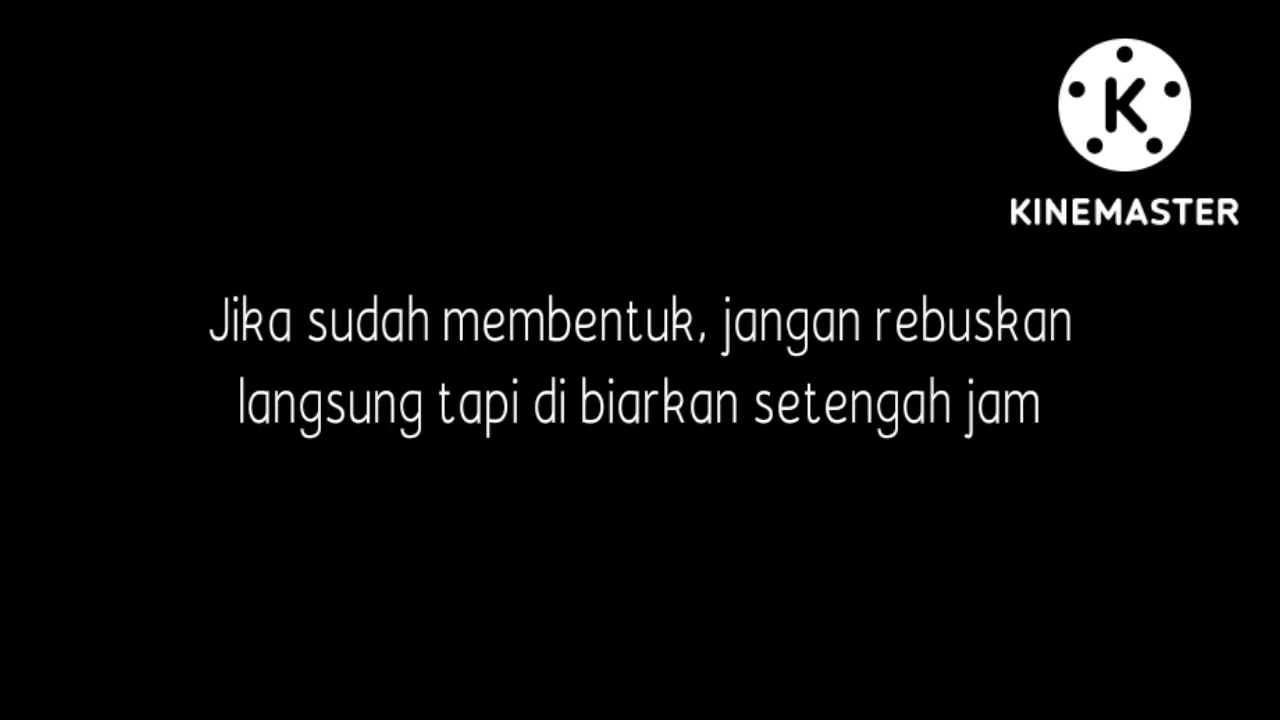 K
KINEMASTER
Jika sudah membentuk, jangan rebuskan
langsung tapi di biarkan setengah jam